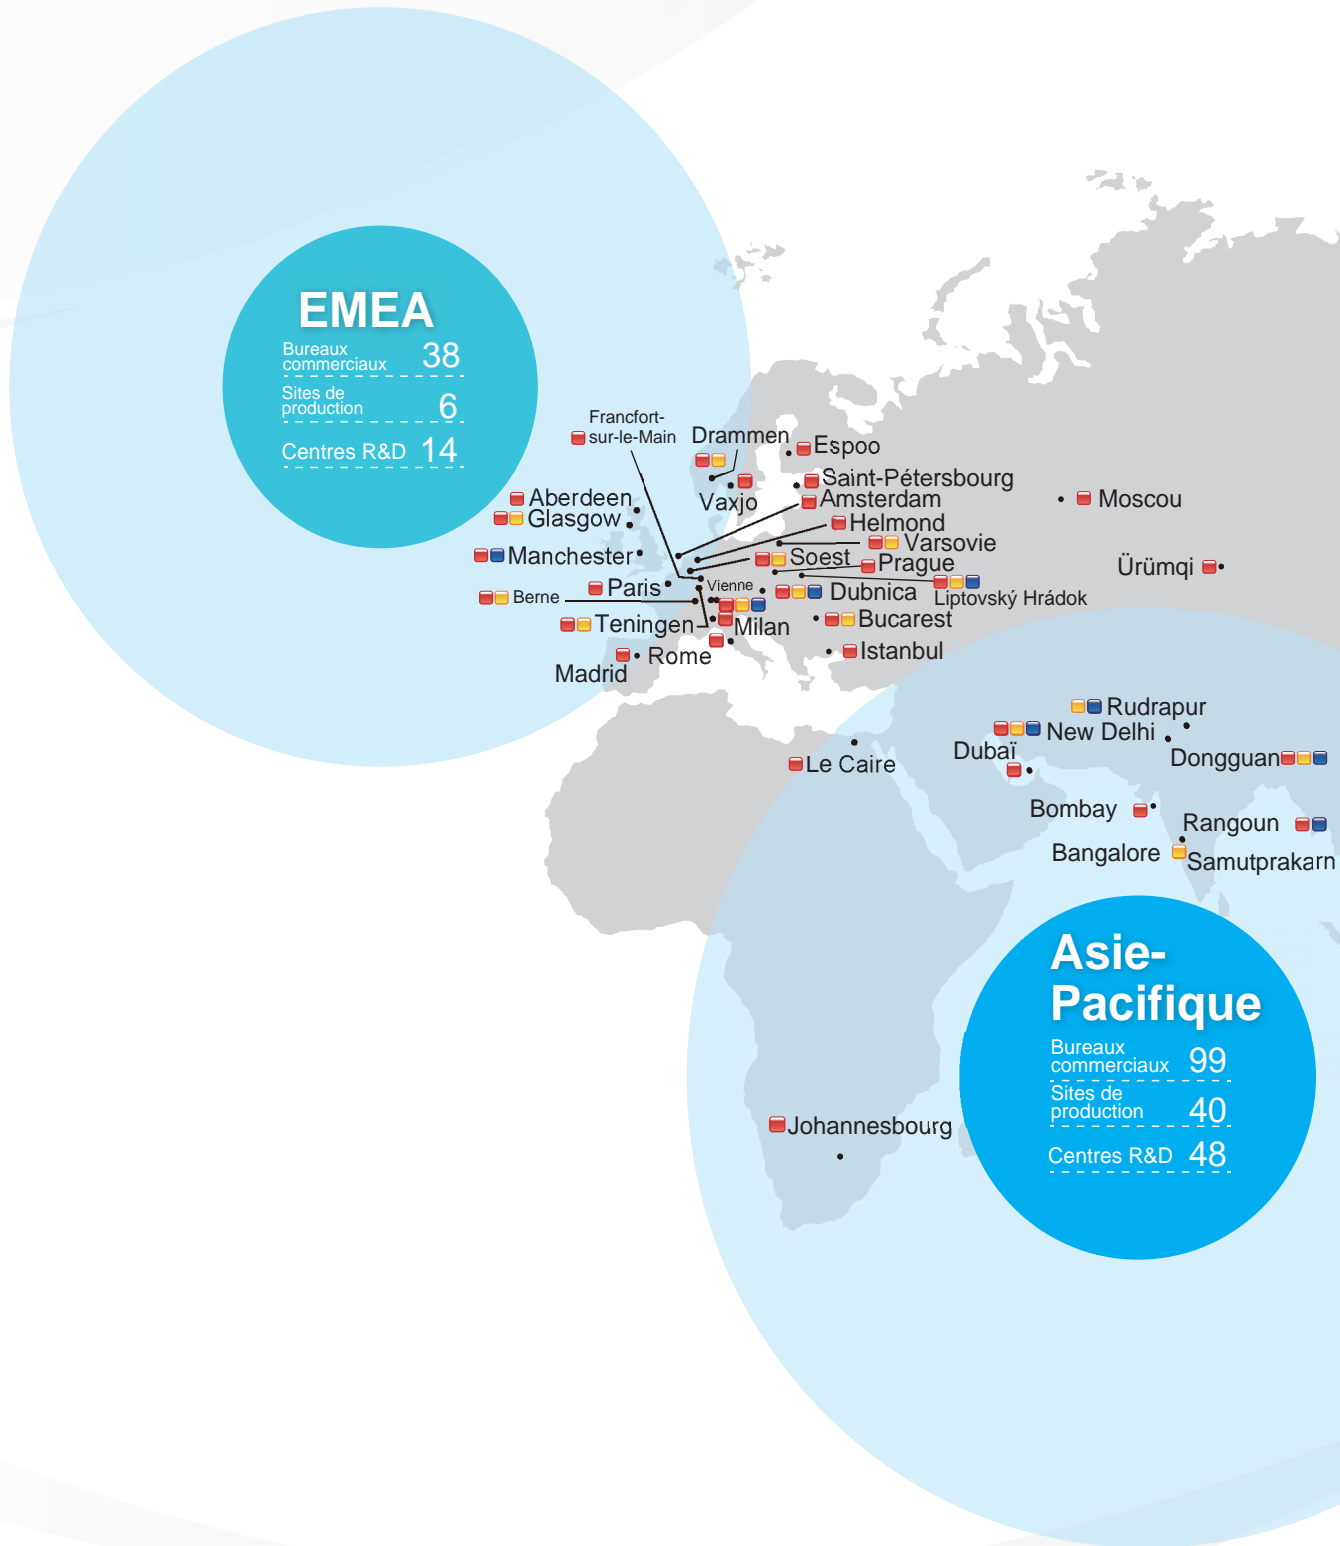 EMEA
Bureaux
commerciaux 38
Sites de
production 6
Centres R&D 14
Francfort-
sur-le-Main
Drammen
Espoo
Saint-Pétersbourg
Aberdeen
Vaxjo
Amsterdam
Moscou
Glasgow
Helmond
Varsovie
Manchester
Soest
Prague
Ürümqi
Paris
Vienne
Dubnica
Liptovský Hrádok
Berne
Teningen
Milan
Bucarest
Rome
Istanbul
Madrid
Rudrapur
New Delhi
Dubaï
Dongguan
Le Caire
Bombay
Rangoun
Bangalore
Samutprakarn
Asie-
Pacifique
Bureaux
commerciaux 99
Sites de
production 40
Centres R&D 48
Johannesbourg